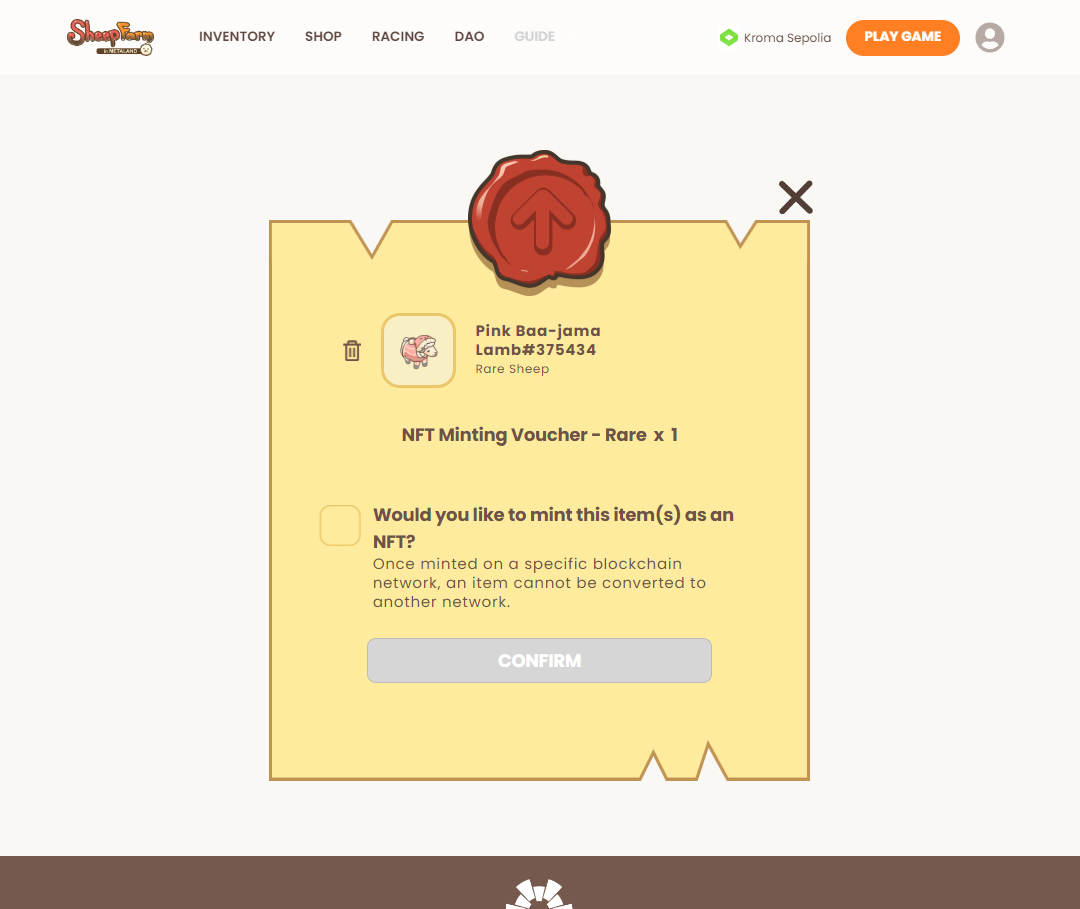 Sheep Farm
in METALAND
INVENTORY SHOP RACING DAO GUIDE
Kroma Sepolia PLAY GAME
Pink Baa-jama
Lamb#375434
Rare Sheep
NFT Minting Voucher - Rare x 1
Would you like to mint this item(s) as an
NFT?
Once minted on a specific blockchain
network, an item cannot be converted to
another network.
CONFIRM